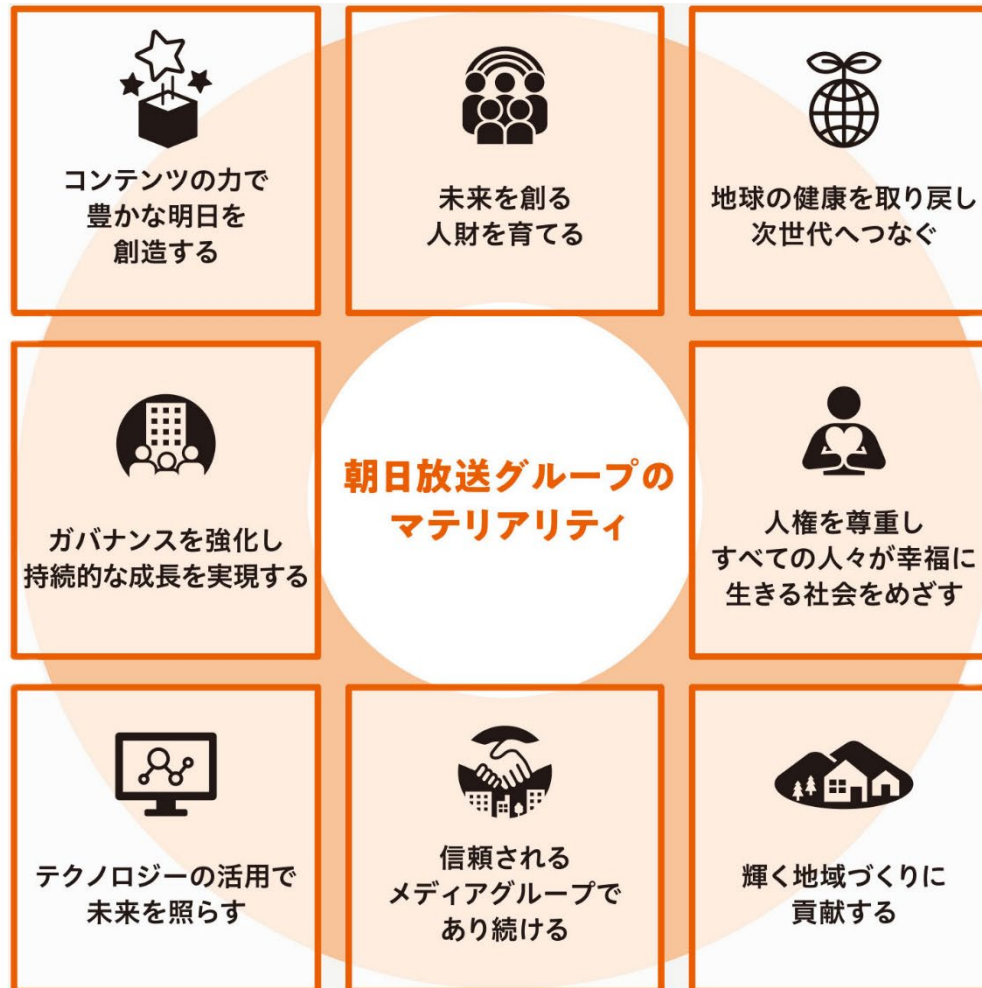 コンテンツの力で
豊かな明日を
創造する
未来を創る
人財を育てる
地球の健康を取り戻し
次世代へつなぐ
ガバナンスを強化し
持続的な成長を実現する
朝日放送グループの
マテリアリティ
人権を尊重し
すべての人々が幸福に
生きる社会をめざす
テクノロジーの活用で
未来を照らす
信頼される
メディアグループで
あり続ける
輝く地域づくりに
貢献する